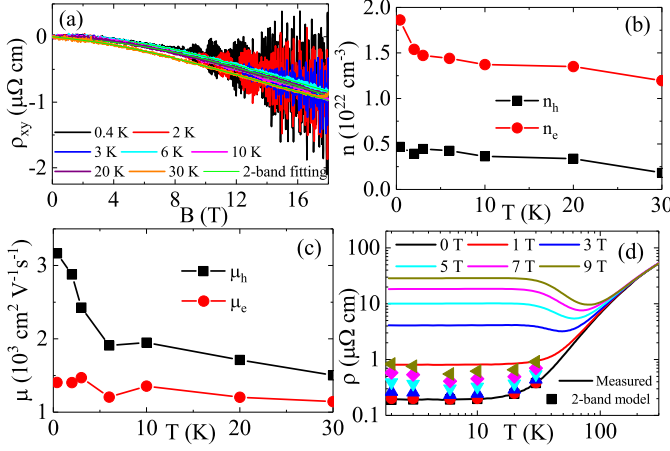 (a)
ρxy (μΩ cm)
0
-1
-2
0.4 K
2 K
3 K
6 K
10 K
20 K
30 K
2-band fitting
0 4 8 12 16
B (T)
(b)
n (10²² cm⁻³)
2.0
1.5
1.0
0.5
0.0
nh
ne
0 10 20 30
T (K)
(c)
μ (10³ cm² V⁻¹s⁻¹)
3
2
1
μh
μe
0 10 20 30
T (K)
(d)
0 T 1 T 3 T
5 T 7 T 9 T
ρ (μΩ cm)
100
10
1
0.1
Measured
2-band model
10 100
T (K)